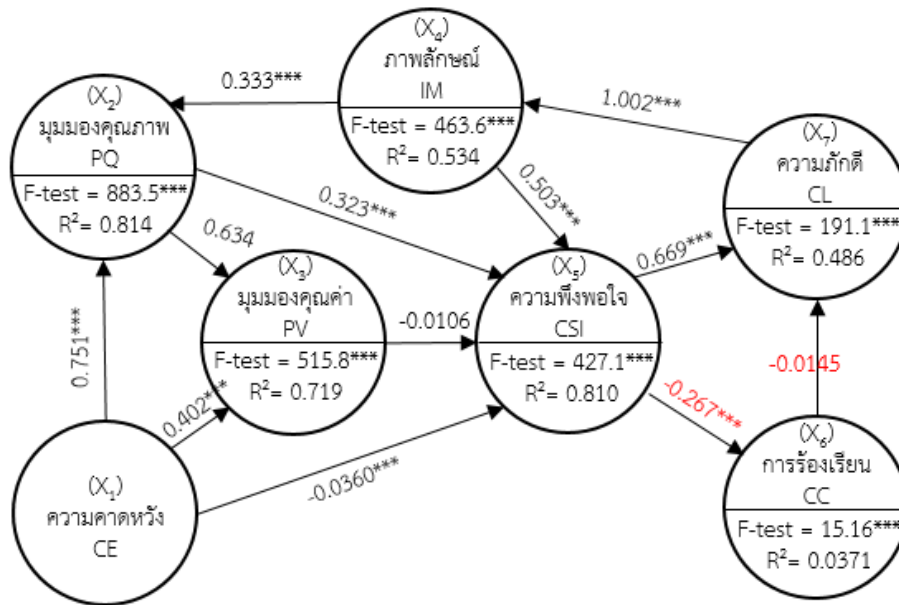 (X₄)
ภาพลักษณ์
IM
F-test = 463.6***
R²= 0.534
0.333***
1.002***
(X₂)
มุมมองคุณภาพ
PQ
F-test = 883.5***
R²= 0.814
(X₇)
ความภักดี
CL
F-test = 191.1***
R²= 0.486
0.503***
0.323***
0.634
0.669***
(X₃)
มุมมองคุณค่า
PV
F-test = 515.8***
R²= 0.719
-0.0106
(X₅)
ความพึงพอใจ
CSI
F-test = 427.1***
R²= 0.810
0.751***
0.402***
-0.0145
-0.267***
-0.0360***
(X₁)
ความคาดหวัง
CE
(X₆)
การร้องเรียน
CC
F-test = 15.16***
R²= 0.0371